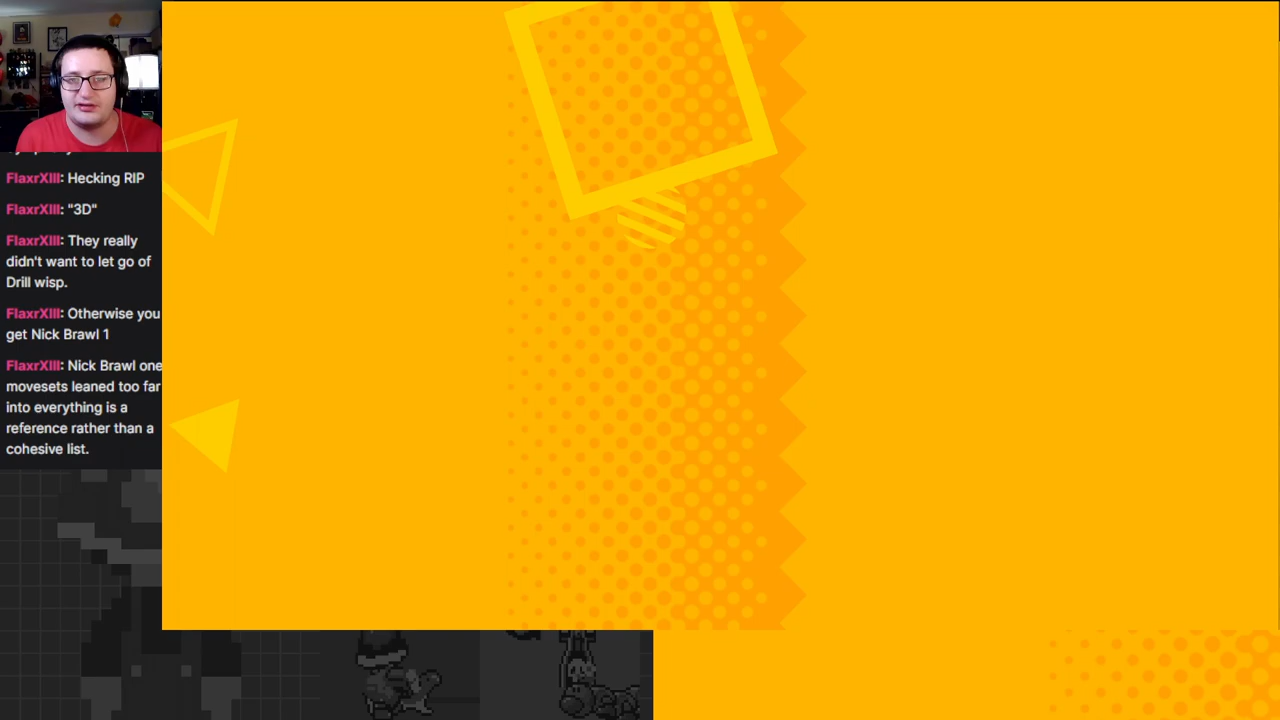 FlaxrXIII: Hecking RIP
FlaxrXIII: "3D"
FlaxrXIII: They really
didn't want to let go of
Drill wisp.
FlaxrXIII: Otherwise you
get Nick Brawl 1
FlaxrXIII: Nick Brawl one
movesets leaned too far
into everything is a
reference rather than a
cohesive list.